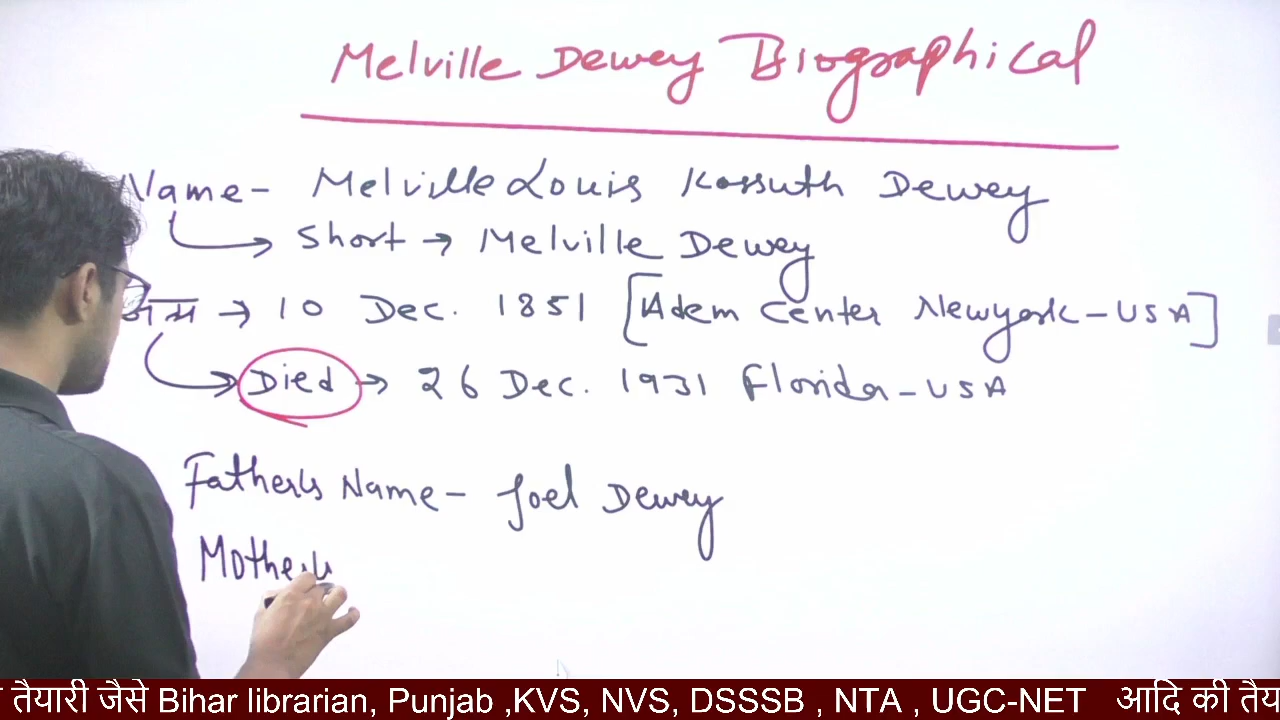 Melville Dewey Biographical
Name - Melville Louis Kossuth Dewey
Short → Melville Dewey
→ 10 Dec. 1851 [Adem Center Newyork - USA]
Died → 26 Dec. 1931 Florida - USA
Father's Name - Joel Dewey
Mother's
तैयारी जैसे Bihar librarian, Punjab ,KVS, NVS, DSSSB , NTA , UGC-NET आदि की